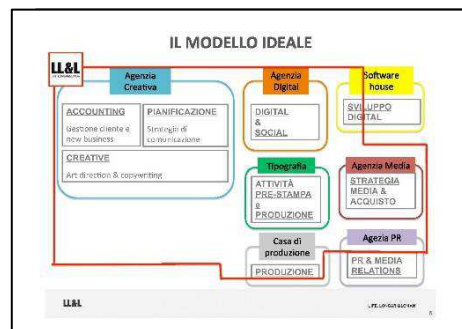 IL MODELLO IDEALE
LL&L
Agenzia
Creativa
ACCOUNTING
Gestione cliente e
new business
PIANIFICAZIONE
Strategia di
comunicazione
CREATIVE
Art direction & copywriting
Agenzia
Digital
DIGITAL
&
SOCIAL
Software
house
SVILUPPO
DIGITAL
Tipografia
ATTIVITÀ
PRE-STAMPA
e
PRODUZIONE
Agenzia Media
STRATEGIA
MEDIA &
ACQUISTO
Casa di
produzione
PRODUZIONE
Agezia PR
PR & MEDIA
RELATIONS
LL&L